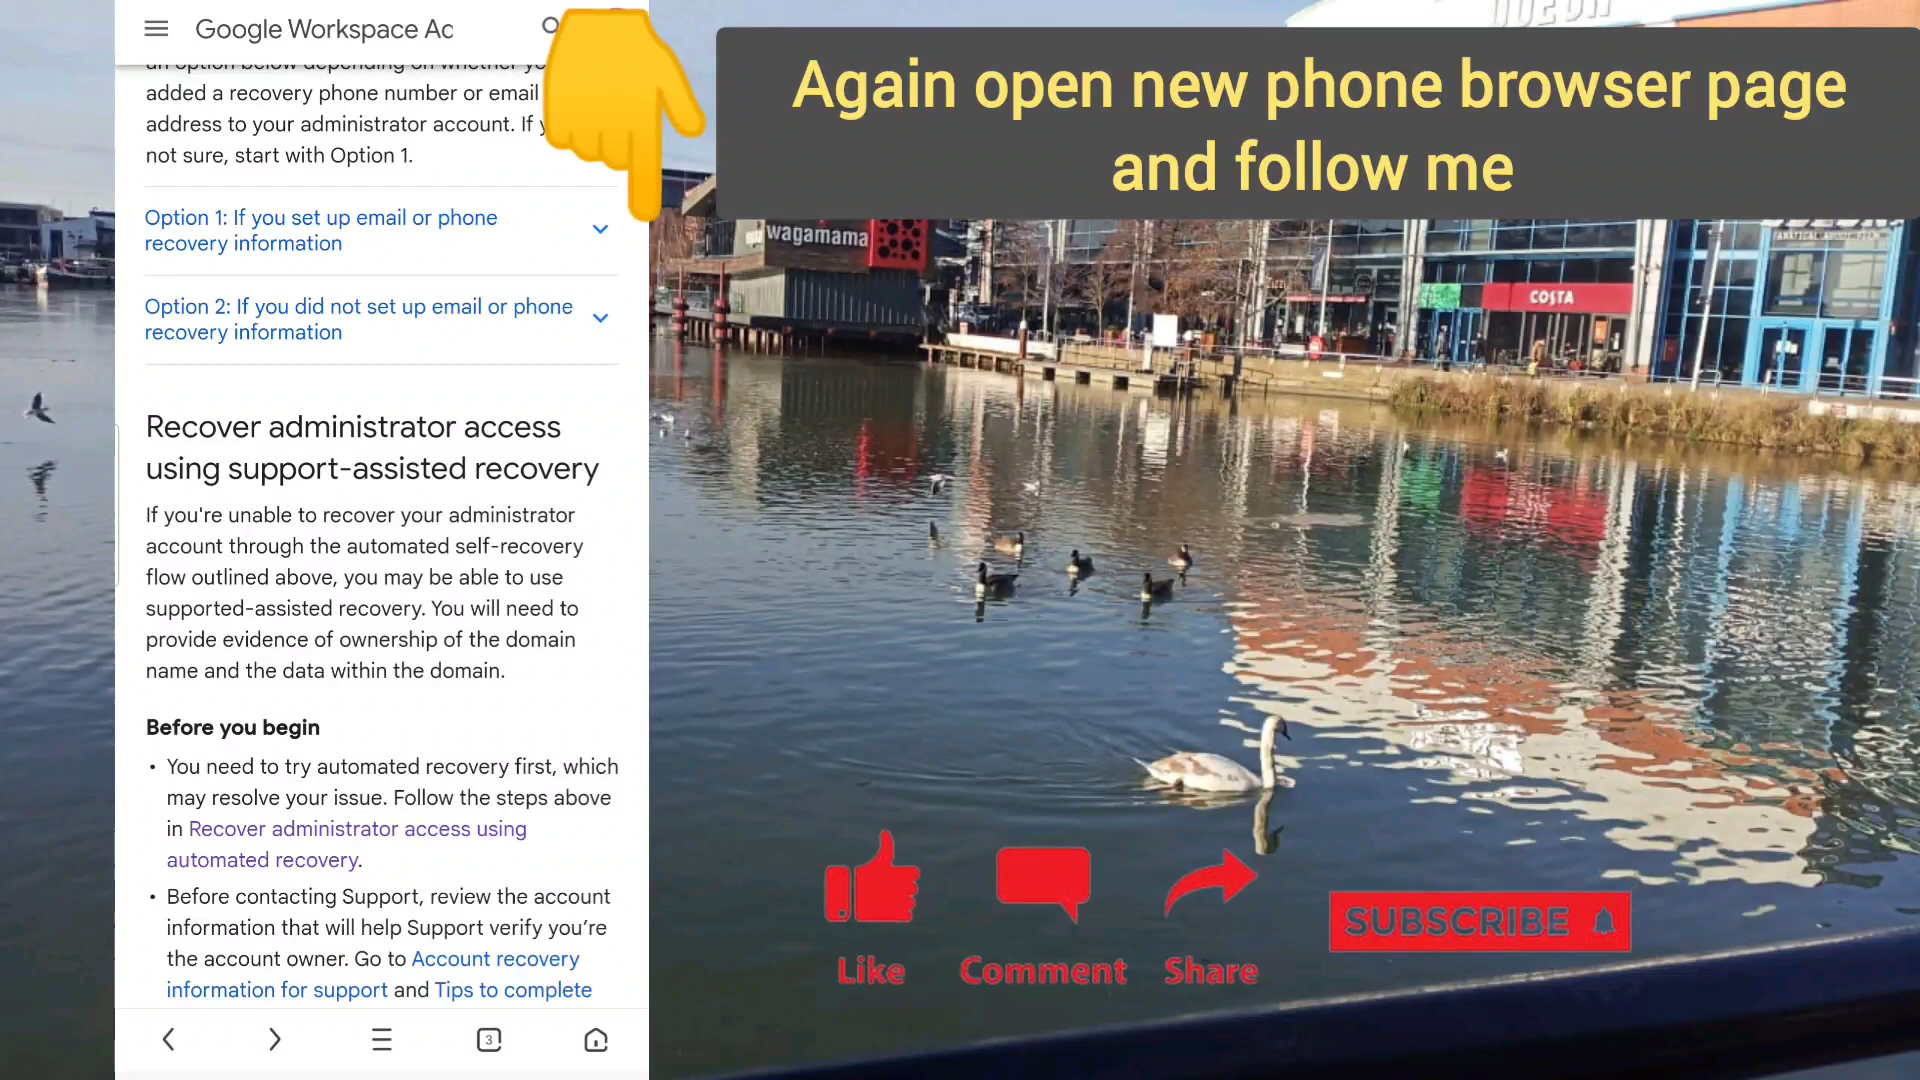 Google Workspace Ac
added a recovery phone number or email
address to your administrator account. If
not sure, start with Option 1.
Option 1: If you set up email or phone
recovery information
Option 2: If you did not set up email or phone
recovery information
Recover administrator access
using support-assisted recovery
If you're unable to recover your administrator
account through the automated self-recovery
flow outlined above, you may be able to use
supported-assisted recovery. You will need to
provide evidence of ownership of the domain
name and the data within the domain.
Before you begin
• You need to try automated recovery first, which
may resolve your issue. Follow the steps above
in Recover administrator access using
automated recovery.
• Before contacting Support, review the account
information that will help Support verify you’re
the account owner. Go to Account recovery
information for support and Tips to complete
3
Again open new phone browser page
and follow me
ODEON
wagamama
COSTA
Like
Comment
Share
SUBSCRIBE